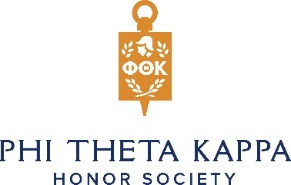 ΦΘΚ
PHI THETA KAPPA
HONOR SOCIETY